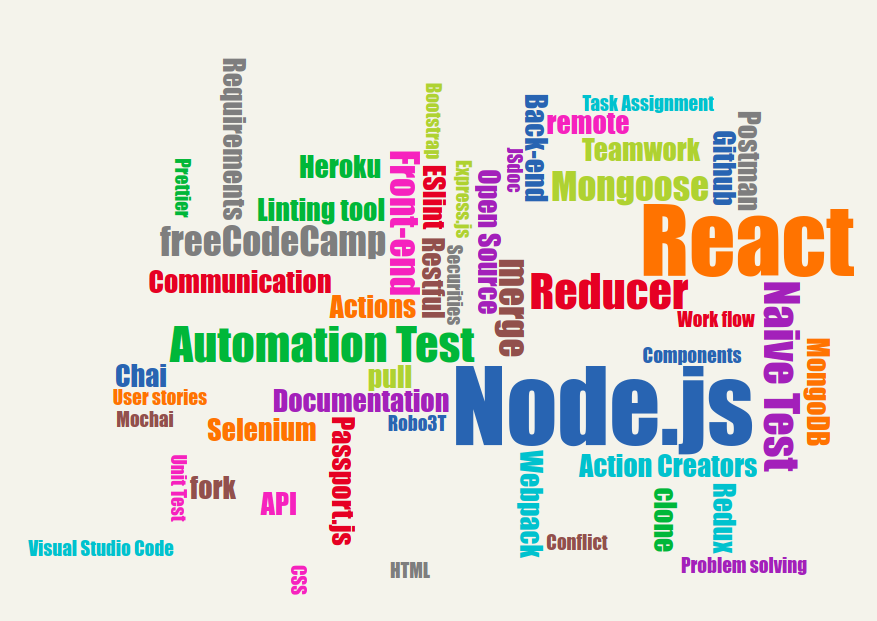 Requirements
Bootstrap
Back-end
Task Assignment
remote
Postman
Github
Teamwork
JSdoc
Prettier
Heroku
Front-end
ESlint
Express.js
Open Source
Mongoose
Linting tool
freeCodeCamp
React
Restful
Securities
merge
Communication
Reducer
Actions
Naive Test
Work flow
Automation Test
MongoDB
Components
Chai
pull
Node.js
User stories
Documentation
Mochai
Selenium
Passport.js
Robo3T
Unit Test
fork
API
Webpack
Action Creators
clone
Redux
Visual Studio Code
Conflict
CSS
HTML
Problem solving